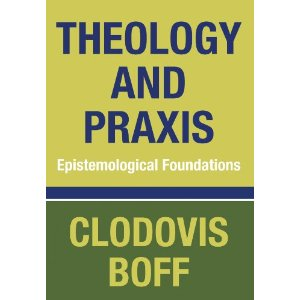 THEOLOGY
AND
PRAXIS
Epistemological Foundations
CLODOVIS
BOFF